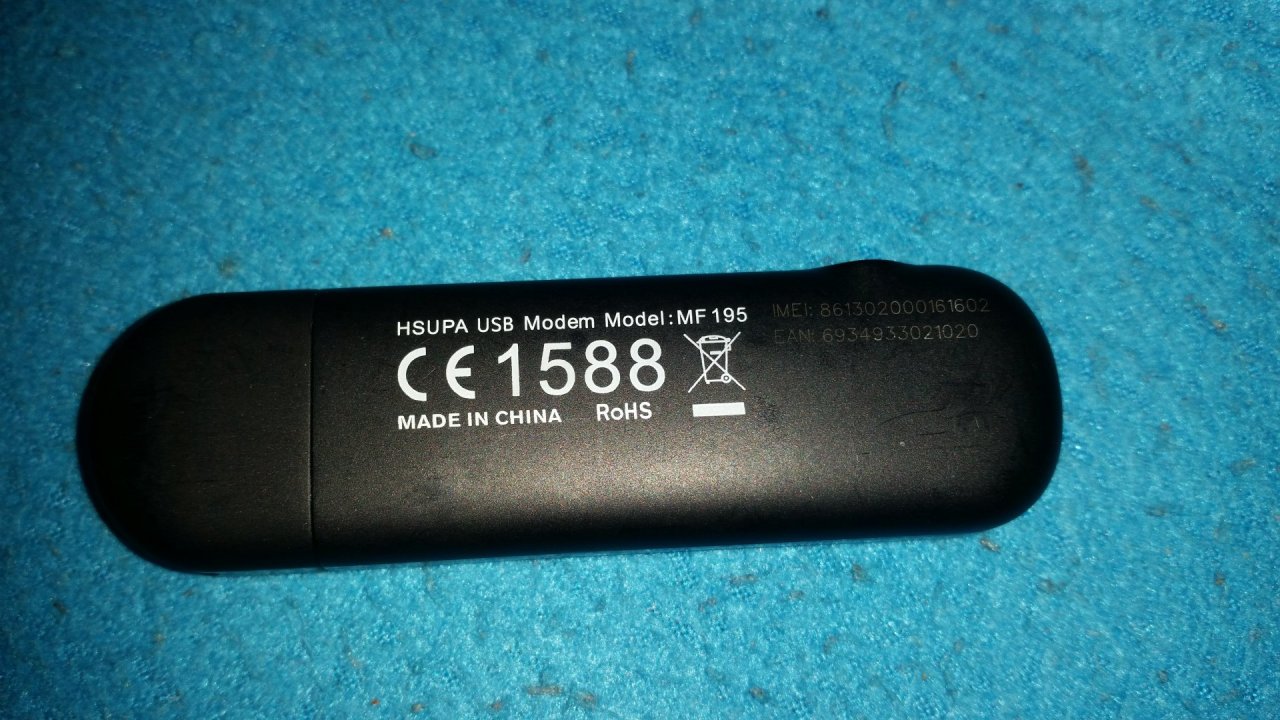 HSUPA USB Modem Model:MF195
CE1588
MADE IN CHINA RoHS
IMEI: 861302000161602
EAN: 6934933021020